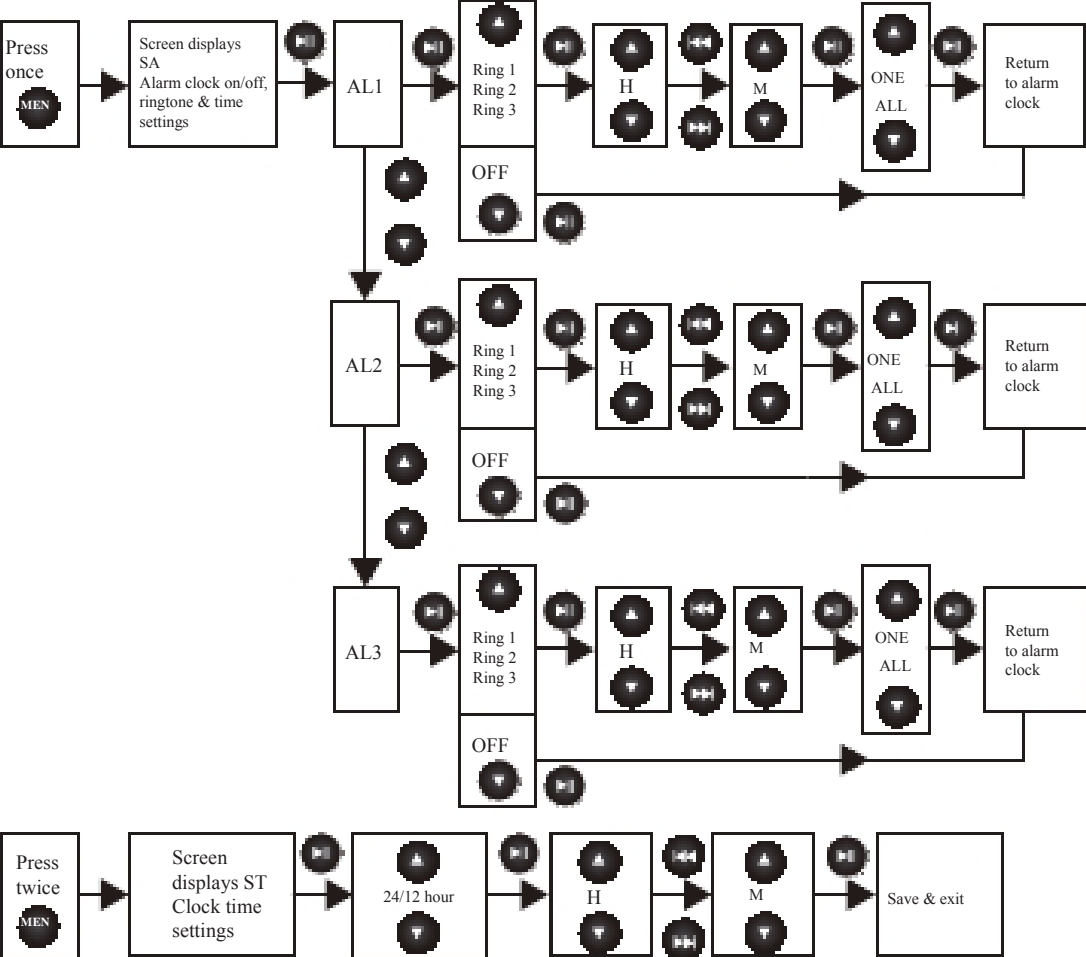 Press
once
MEN
Screen displays
SA
Alarm clock on/off,
ringtone & time
settings
AL1
Ring 1
Ring 2
Ring 3
OFF
H
M
ONE
ALL
Return
to alarm
clock
AL2
Ring 1
Ring 2
Ring 3
OFF
H
M
ONE
ALL
Return
to alarm
clock
AL3
Ring 1
Ring 2
Ring 3
OFF
H
M
ONE
ALL
Return
to alarm
clock
Press
twice
MEN
Screen
displays ST
Clock time
settings
24/12 hour
H
M
Save & exit